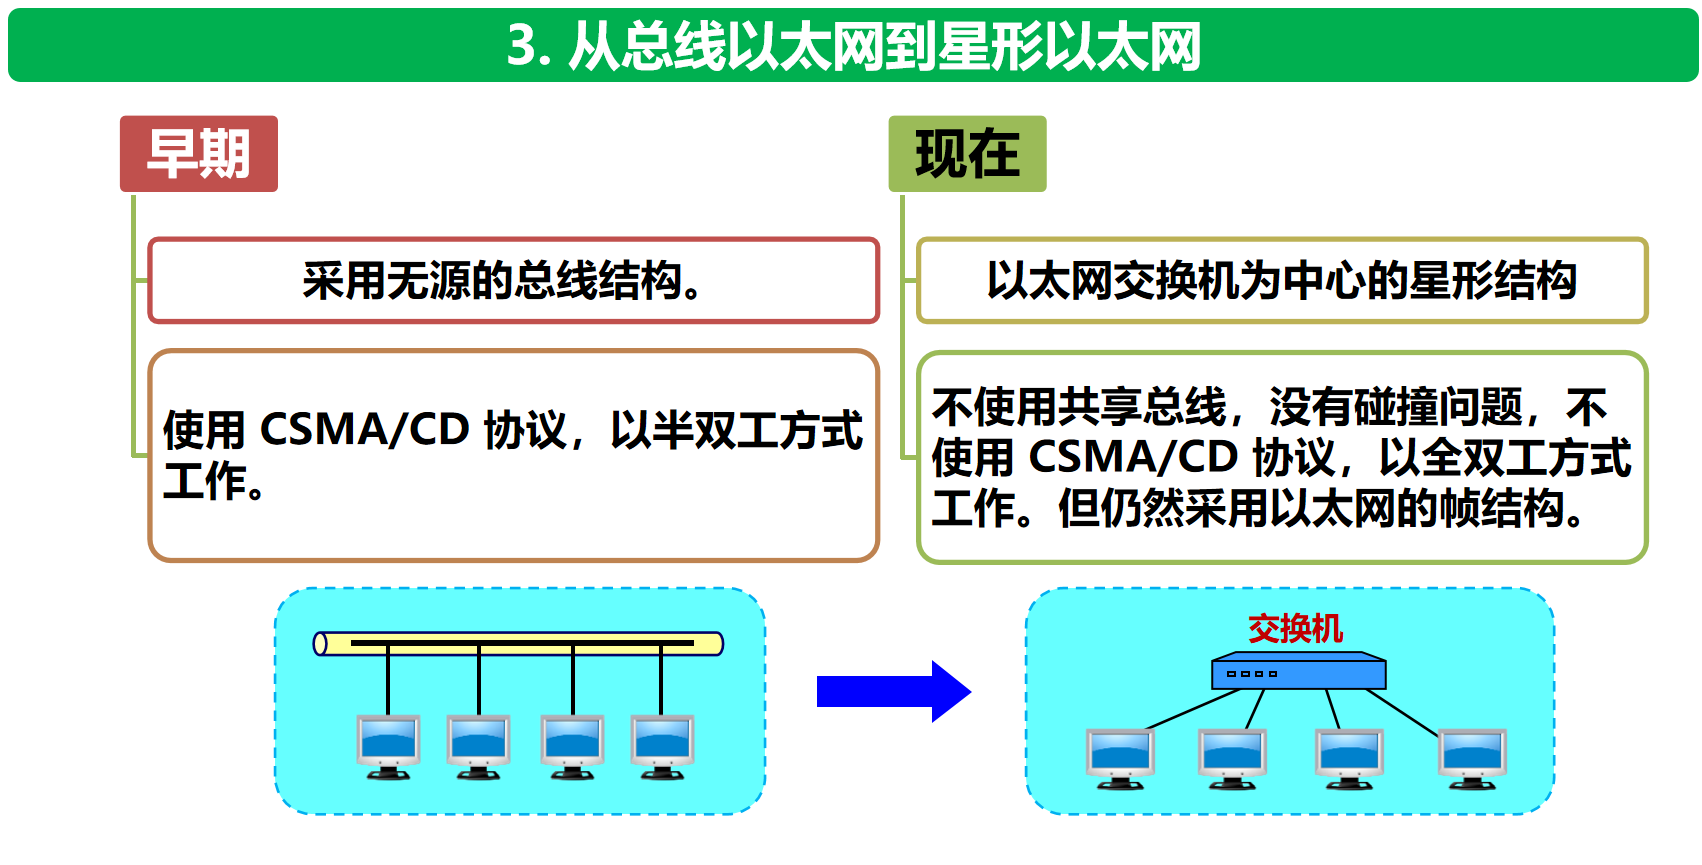 3. 从总线以太网到星形以太网
早期
采用无源的总线结构。
使用 CSMA/CD 协议，以半双工方式
工作。
现在
以太网交换机为中心的星形结构
不使用共享总线，没有碰撞问题，不
使用 CSMA/CD 协议，以全双工方式
工作。但仍然采用以太网的帧结构。
交换机